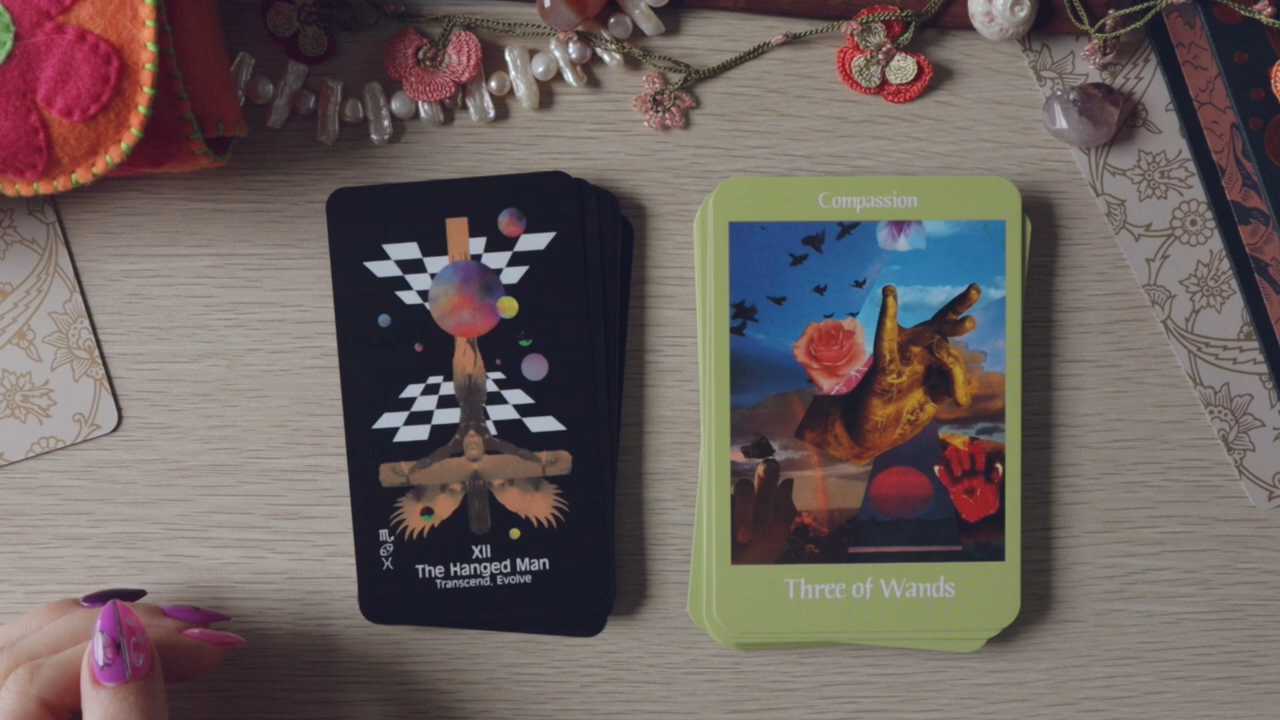 ♏
♋
♓
XII
The Hanged Man
Transcend, Evolve
Compassion
Three of Wands